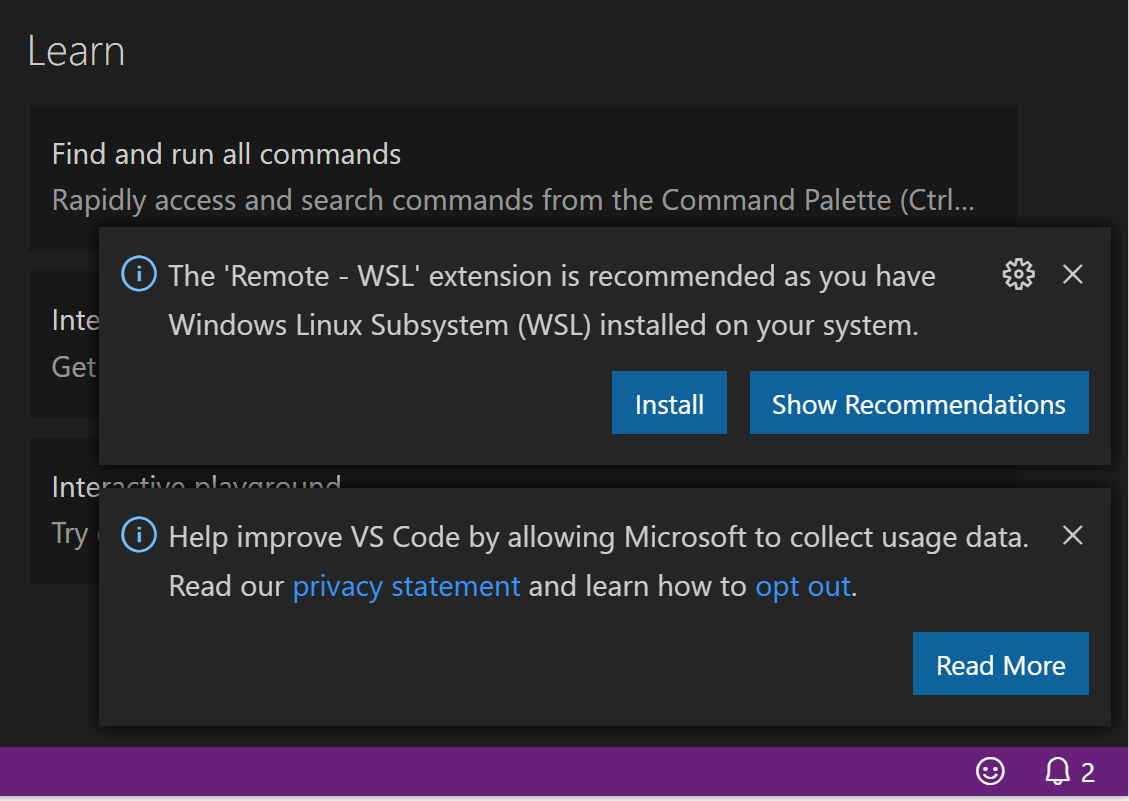 Learn
Find and run all commands
Rapidly access and search commands from the Command Palette (Ctrl...
The 'Remote - WSL' extension is recommended as you have
Windows Linux Subsystem (WSL) installed on your system.
Inte
Get
Install Show Recommendations
Interactive playground
Try
Help improve VS Code by allowing Microsoft to collect usage data.
Read our privacy statement and learn how to opt out.
Read More
2